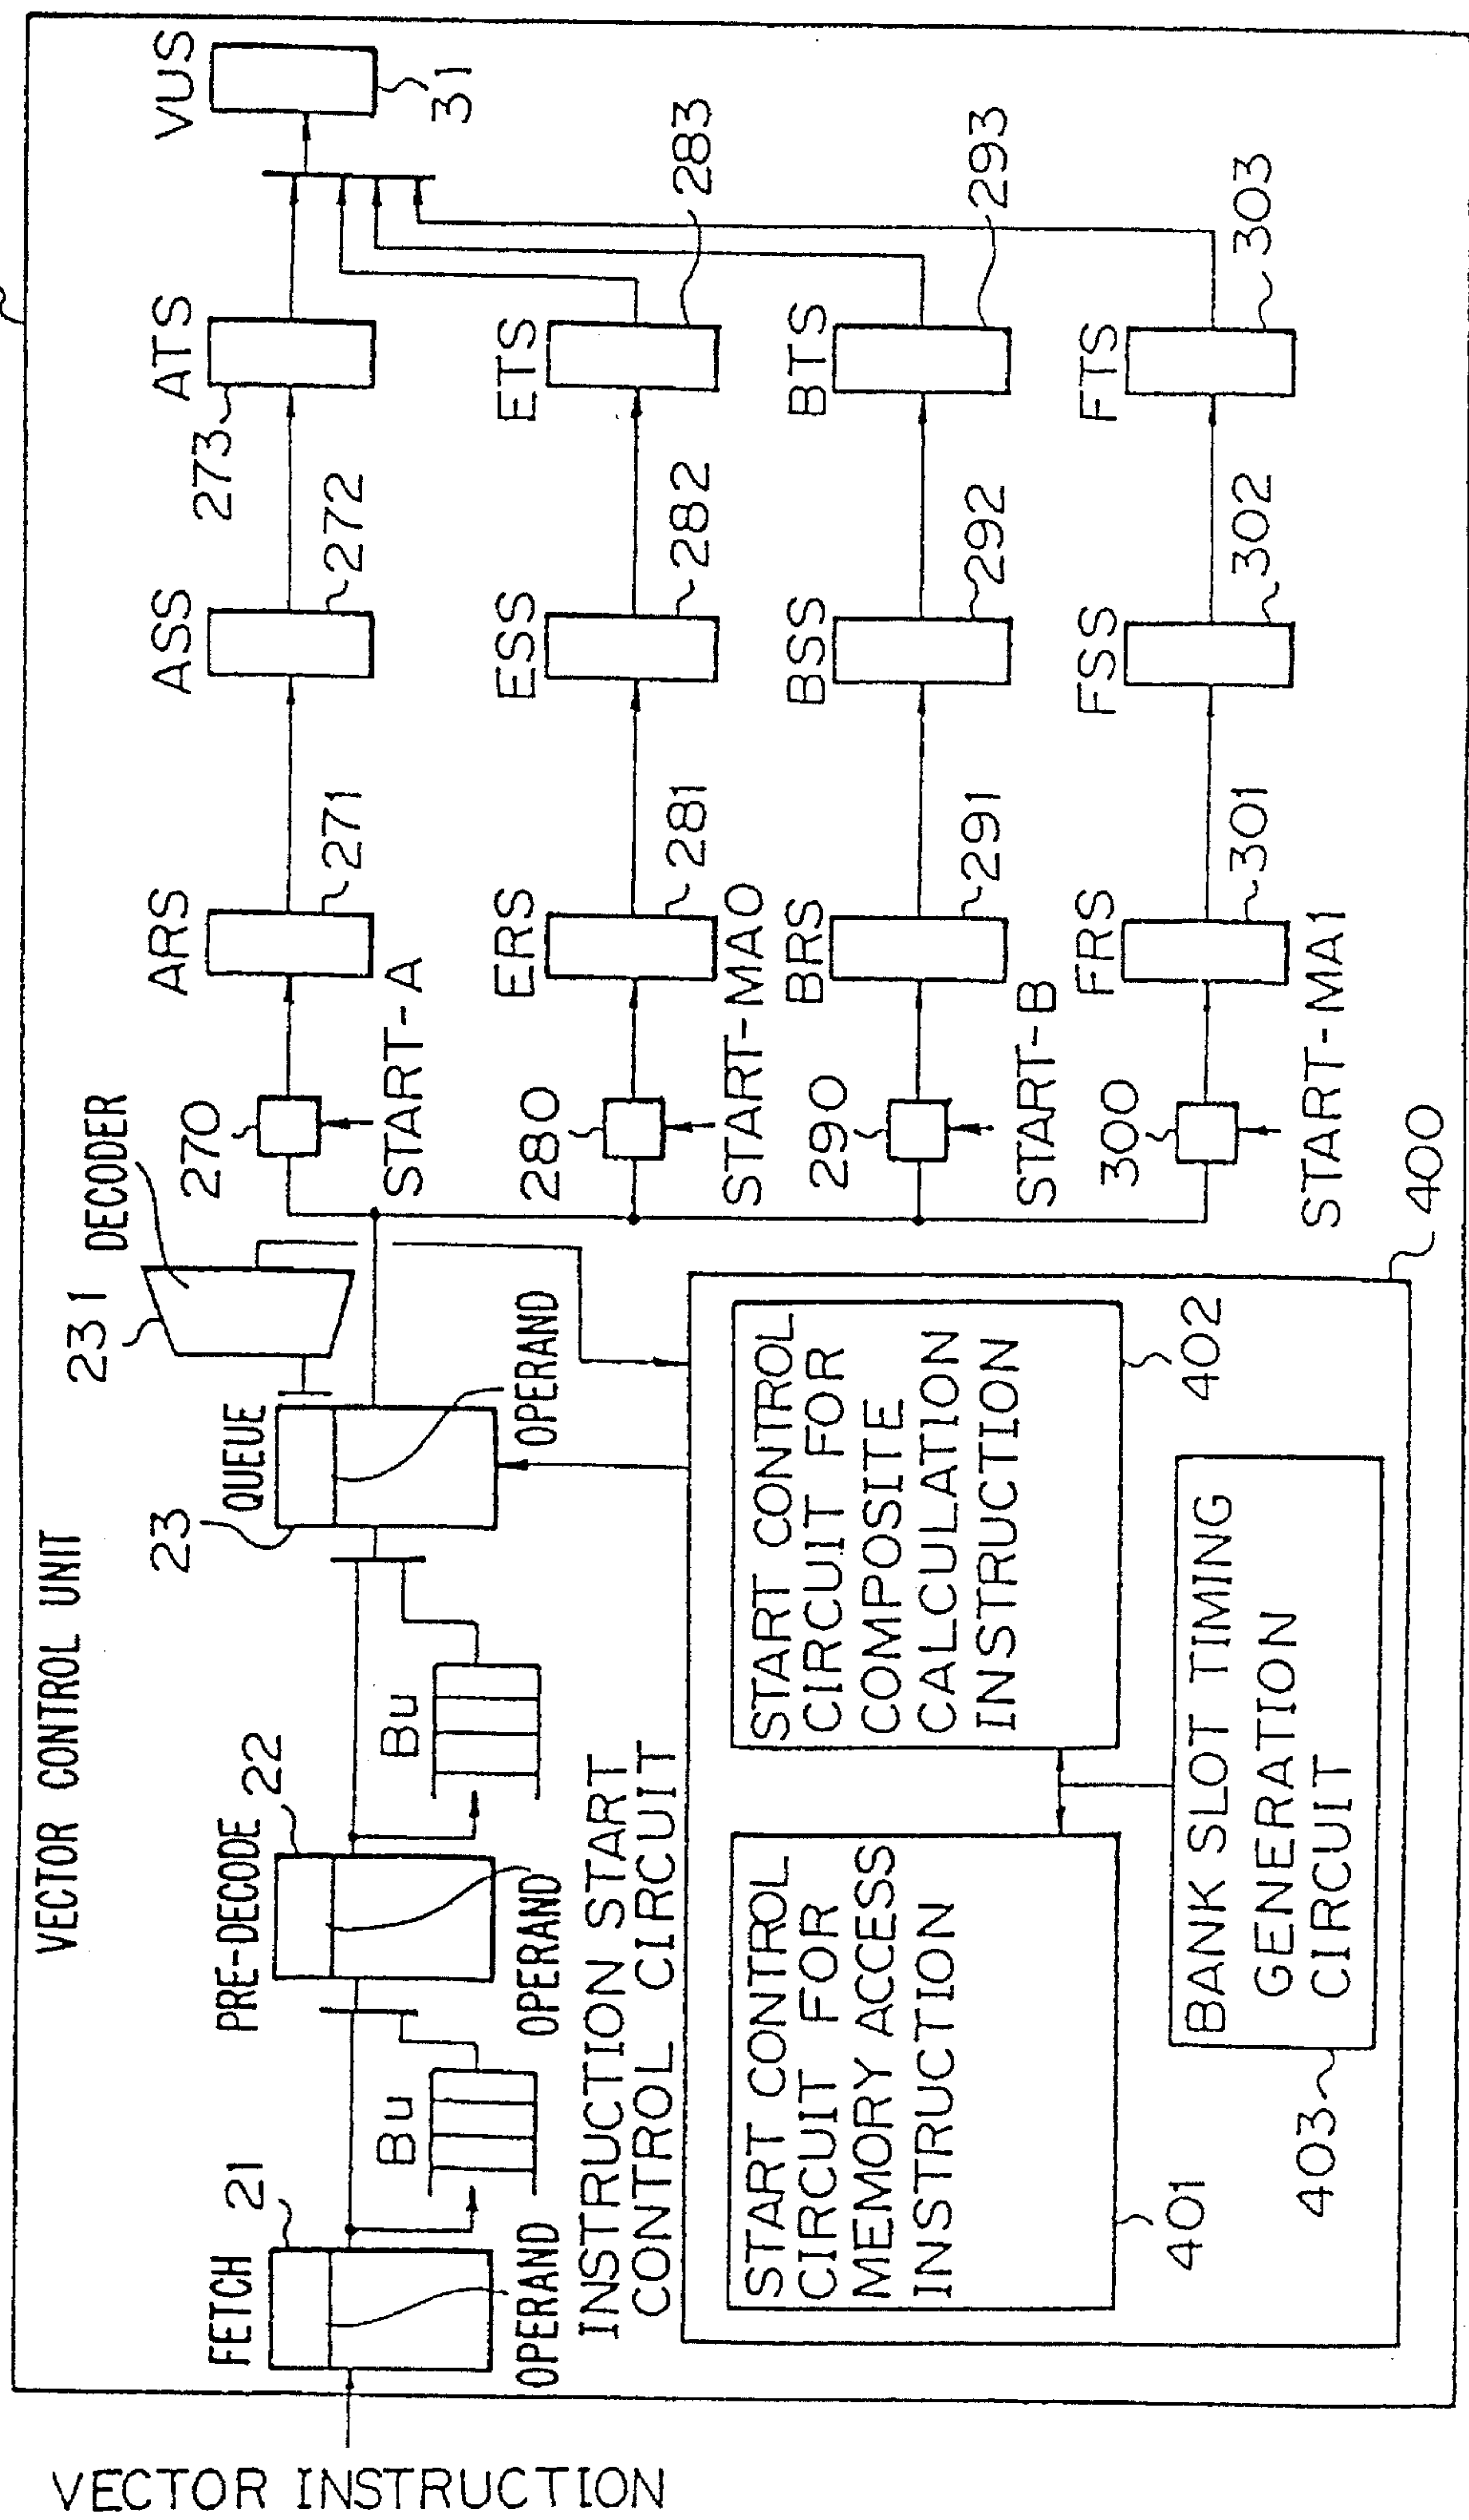 VECTOR INSTRUCTION
VECTOR CONTROL UNIT
FETCH
21
OPERAND
Bu
PRE-DECODE
22
OPERAND
Bu
23
QUEUE
OPERAND
231
DECODER
270
START-A
ARS
271
ASS
272
273
ATS
VUS
31
280
START-MA0
ERS
281
ESS
282
ETS
283
290
START-B
BRS
291
BSS
292
BTS
293
300
START-MA1
FRS
301
FSS
302
FTS
303
INSTRUCTION START
CONTROL CIRCUIT
400
START CONTROL
CIRCUIT FOR
MEMORY ACCESS
INSTRUCTION
401
START CONTROL
CIRCUIT FOR
COMPOSITE
CALCULATION
INSTRUCTION
402
BANK SLOT TIMING
GENERATION
CIRCUIT
403